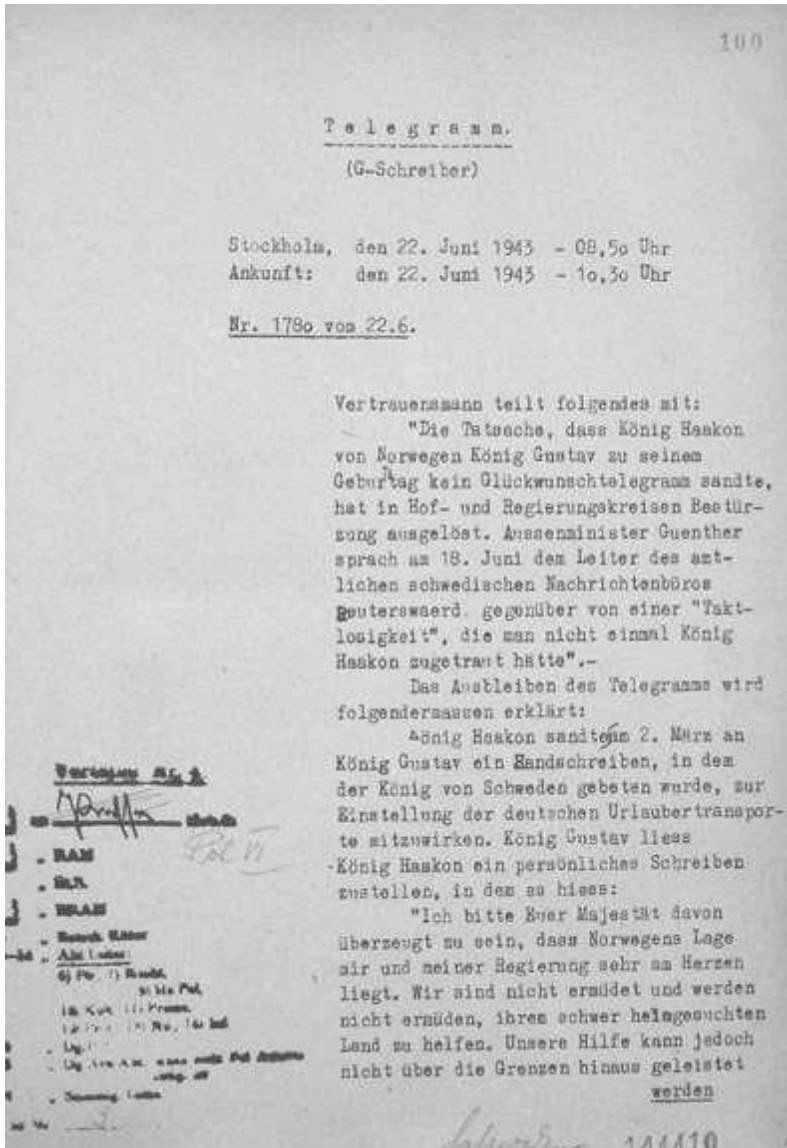 100
Telegramm.
(G-Schreiber)
Stockholm, den 22. Juni 1943 - 08,5o Uhr
Ankunft: den 22. Juni 1943 - 1o,3o Uhr
Nr. 178o vom 22.6.
Vertrauensmann teilt folgendes mit:
"Die Tatsache, dass König Haakon
von Norwegen König Gustav zu seinem
Geburtstag kein Glückwunschtelegramm sandte,
hat in Hof- und Regierungskreisen Bestür-
zung ausgelöst. Aussenminister Guenther
sprach am 18. Juni dem Leiter des amt-
lichen schwedischen Nachrichtenbüros
Reuterswaerd gegenüber von einer "Takt-
losigkeit", die man nicht einmal König
Haakon zugetraut hätte".-
Das Ausbleiben des Telegramms wird
folgendermassen erklärt:
König Haakon sandte am 2. März an
König Gustav ein Handschreiben, in dem
der König von Schweden gebeten wurde, zur
Einstellung der deutschen Urlaubertranspor-
te mitzuwirken. König Gustav liess
König Haakon ein persönliches Schreiben
zustellen, in dem es hiess:
"Ich bitte Euer Majestät davon
überzeugt zu sein, dass Norwegens Lage
mir und meiner Regierung sehr am Herzen
liegt. Wir sind nicht ermüdet und werden
nicht ermüden, ihrem schwer heimgesuchten
Land zu helfen. Unsere Hilfe kann jedoch
nicht über die Grenzen hinaus geleistet
werden
Pol VI
RAM
St.S.
BRAM